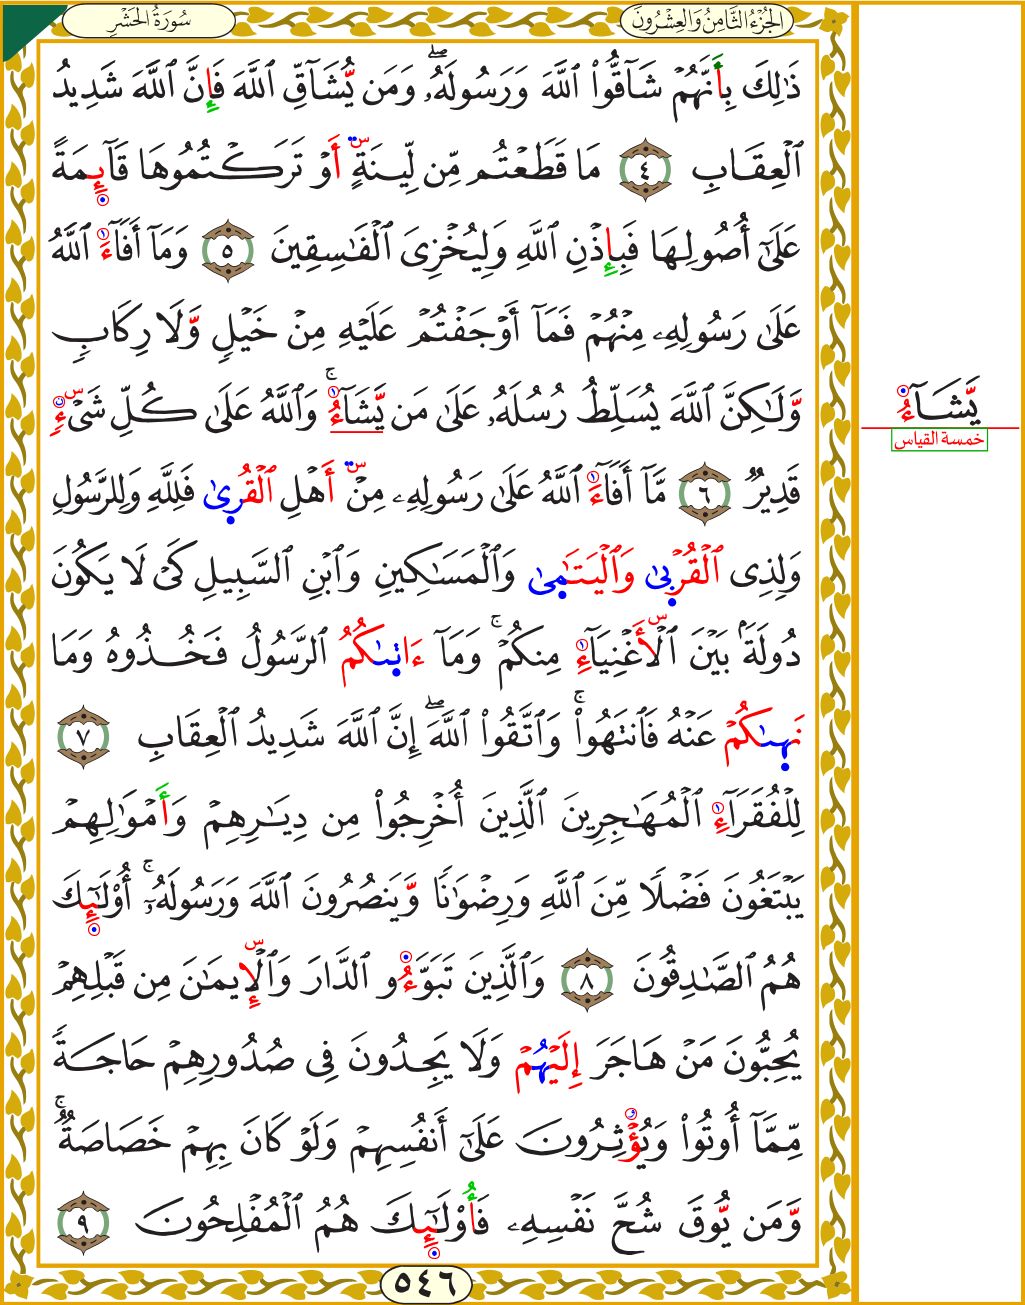 الجُزْءُ الثَّامِنُ وَالعِشْرُونَ
سُورَةُ الحَشْرِ
ذَٰلِكَ بِأَنَّهُمْ شَآقُّوا۟ ٱللَّهَ وَرَسُولَهُۥۖ وَمَن يُّشَآقِّ ٱللَّهَ فَإِنَّ ٱللَّهَ شَدِيدُ
ٱلْعِقَابِ ٤ مَا قَطَعْتُم مِّن لِّينَةٍ أَوْ تَرَكْتُمُوهَا قَآئِمَةً
عَلَىٰٓ أُصُولِهَا فَبِإِذْنِ ٱللَّهِ وَلِيُخْزِىَ ٱلْفَٰسِقِينَ ٥ وَمَآ أَفَآءَ ٱللَّهُ
عَلَىٰ رَسُولِهِۦ مِنْهُمْ فَمَآ أَوْجَفْتُمْ عَلَيْهِ مِنْ خَيْلٍ وَّلَا رِكَابٍ
وَّلَٰكِنَّ ٱللَّهَ يُسَلِّطُ رُسُلَهُۥ عَلَىٰ مَن يَّشَآءُۚ وَٱللَّهُ عَلَىٰ كُلِّ شَىْءٍ
قَدِيرٌ ٦ مَّآ أَفَآءَ ٱللَّهُ عَلَىٰ رَسُولِهِۦ مِنْ أَهْلِ ٱلْقُرِىٰ فَلِلَّهِ وَلِلرَّسُولِ
وَلِذِى ٱلْقُرْبِىٰ وَٱلْيَتَٰمِىٰ وَٱلْمَسَٰكِينِ وَٱبْنِ ٱلسَّبِيلِ كَىْ لَا يَكُونَ
دُولَةَۢ بَيْنَ ٱلْأَغْنِيَآءِ مِنكُمْۚ وَمَآ ءَاتِىٰكُمُ ٱلرَّسُولُ فَخُذُوهُ وَمَا
نَهِىٰكُمْ عَنْهُ فَٱنتَهُوا۟ۚ وَٱتَّقُوا۟ ٱللَّهَۖ إِنَّ ٱللَّهَ شَدِيدُ ٱلْعِقَابِ ٧
لِلْفُقَرَآءِ ٱلْمُهَٰجِرِينَ ٱلَّذِينَ أُخْرِجُوا۟ مِن دِيَٰرِهِمْ وَأَمْوَٰلِهِمْ
يَبْتَغُونَ فَضْلًا مِّنَ ٱللَّهِ وَرِضْوَٰنًا وَّيَنصُرُونَ ٱللَّهَ وَرَسُولَهُۥٓۚ أُو۟لَٰٓئِكَ
هُمُ ٱلصَّٰدِقُونَ ٨ وَٱلَّذِينَ تَبَوَّءُو ٱلدَّارَ وَٱلْإِيمَٰنَ مِن قَبْلِهِمْ
يُحِبُّونَ مَنْ هَاجَرَ إِلَيْهُمْ وَلَا يَجِدُونَ فِى صُدُورِهِمْ حَاجَةً
مِّمَّآ أُوتُوا۟ وَيُؤْثِرُونَ عَلَىٰٓ أَنفُسِهِمْ وَلَوْ كَانَ بِهِمْ خَصَاصَةٌۚ
وَّمَن يُّوقَ شُحَّ نَفْسِهِۦ فَأُو۟لَٰٓئِكَ هُمُ ٱلْمُفْلِحُونَ ٩
٥٤٦
يَّشَآءُ
خمسة القياس